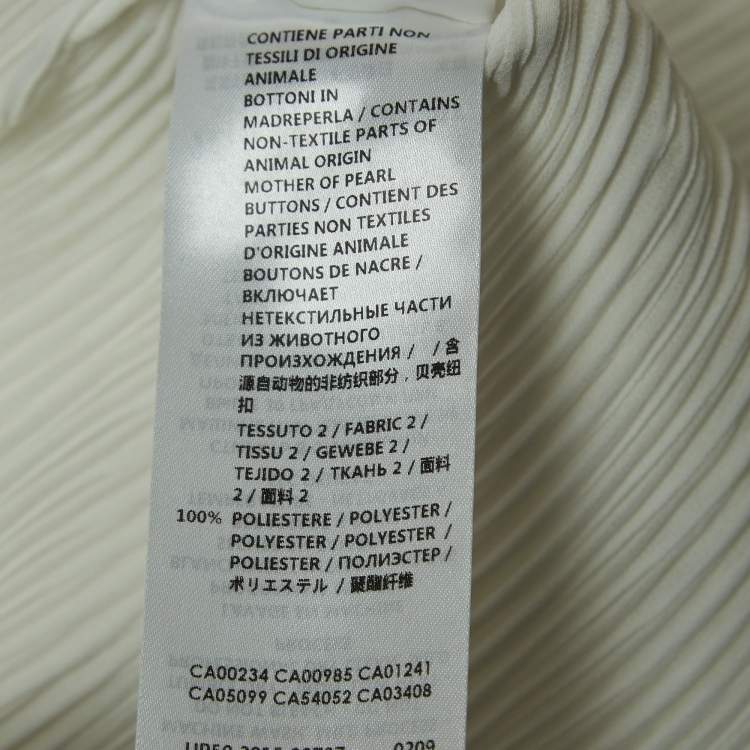 CONTIENE PARTI NON
TESSILI DI ORIGINE
ANIMALE
BOTTONI IN
MADREPERLA / CONTAINS
NON-TEXTILE PARTS OF
ANIMAL ORIGIN
MOTHER OF PEARL
BUTTONS / CONTIENT DES
PARTIES NON TEXTILES
D'ORIGINE ANIMALE
BOUTONS DE NACRE /
ВКЛЮЧАЕТ
НЕТЕКСТИЛЬНЫЕ ЧАСТИ
ИЗ ЖИВОТНОГО
ПРОИЗХОЖДЕНИЯ / / 含
源自动物的非纺织部分，贝壳纽
扣
TESSUTO 2 / FABRIC 2 /
TISSU 2 / GEWEBE 2 /
TEJIDO 2 / ТКАНЬ 2 / 面料
2 / 面料 2
100% POLIESTERE / POLYESTER /
POLYESTER / POLYESTER /
POLIESTER / ПОЛИЭСТЕР /
ポリエステル / 聚酯纤维
CA00234 CA00985 CA01241
CA05099 CA54052 CA03408
0209